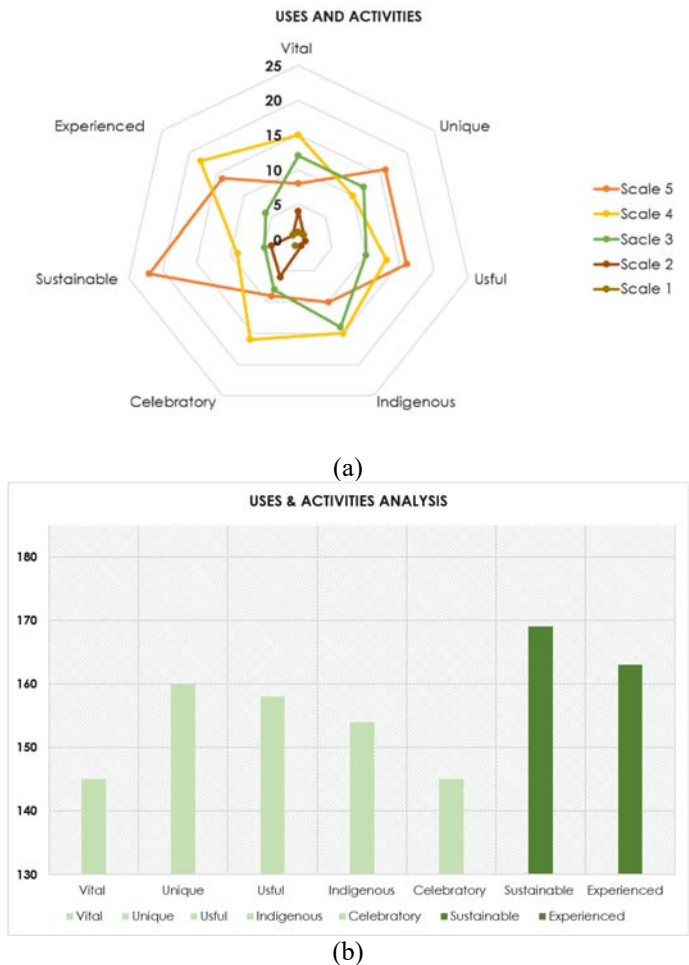 USES AND ACTIVITIES
Vital
25
20
15
10
5
0
Experienced
Unique
Sustainable
Usful
Celebratory
Indigenous
Scale 5
Scale 4
Sacle 3
Scale 2
Scale 1
(a)
USES & ACTIVITIES ANALYSIS
180
170
160
150
140
130
Vital Unique Usful Indigenous Celebratory Sustainable Experienced
Vital Unique Usful Indigenous Celebratory Sustainable Experienced
(b)